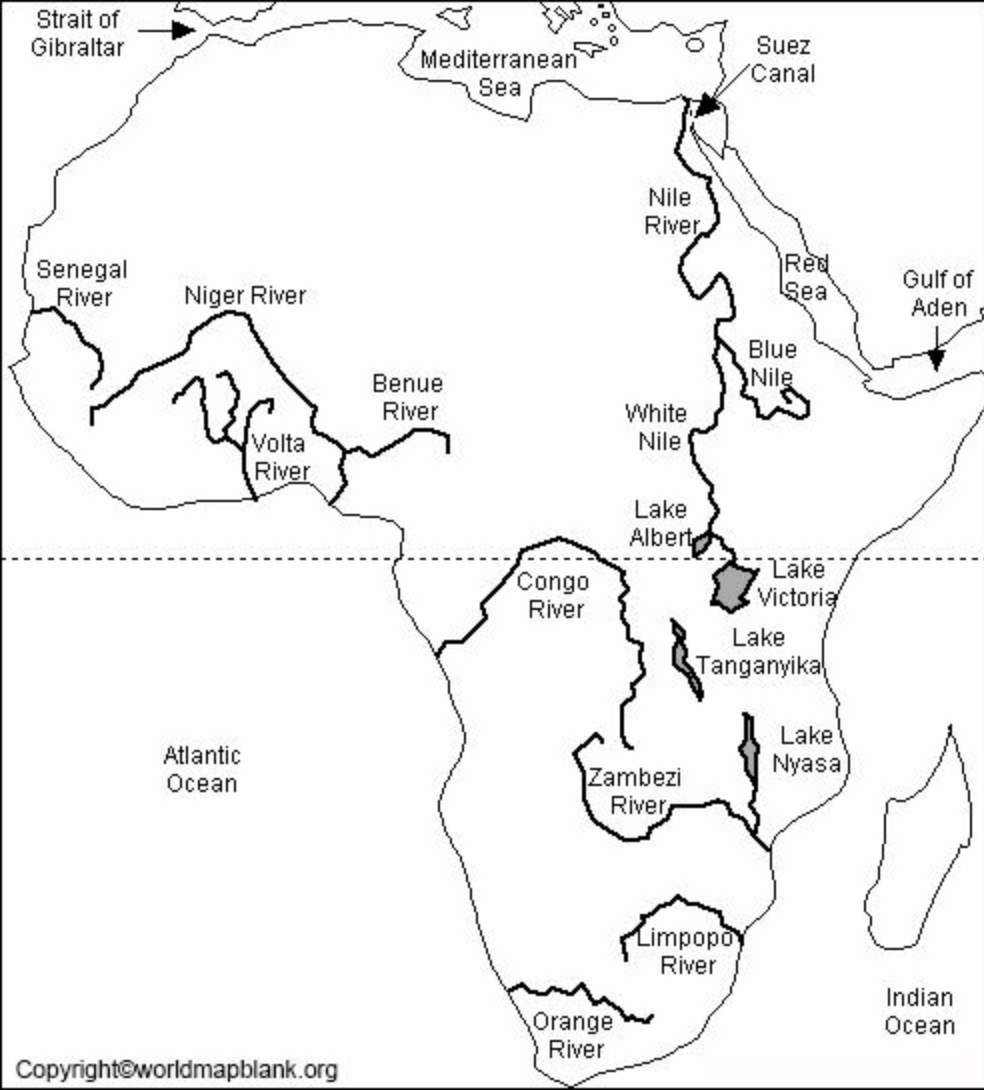 Strait of
Gibraltar
Mediterranean
Sea
Suez
Canal
Nile
River
Red
Sea
Gulf of
Aden
Senegal
River
Niger River
Benue
River
Volta
River
Blue
Nile
White
Nile
Lake
Albert
Congo
River
Lake
Victoria
Lake
Tanganyika
Lake
Nyasa
Zambezi
River
Atlantic
Ocean
Limpopo
River
Orange
River
Indian
Ocean
Copyright©worldmapblank.org